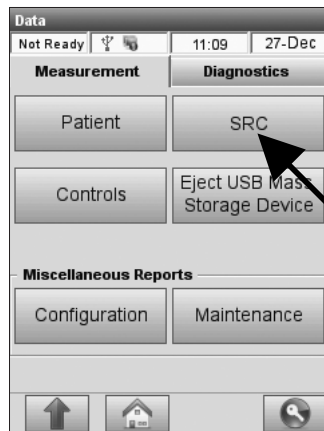 Data
Not Ready 11:09 27-Dec
Measurement Diagnostics
Patient SRC
Controls Eject USB Mass
Storage Device
Miscellaneous Reports
Configuration Maintenance